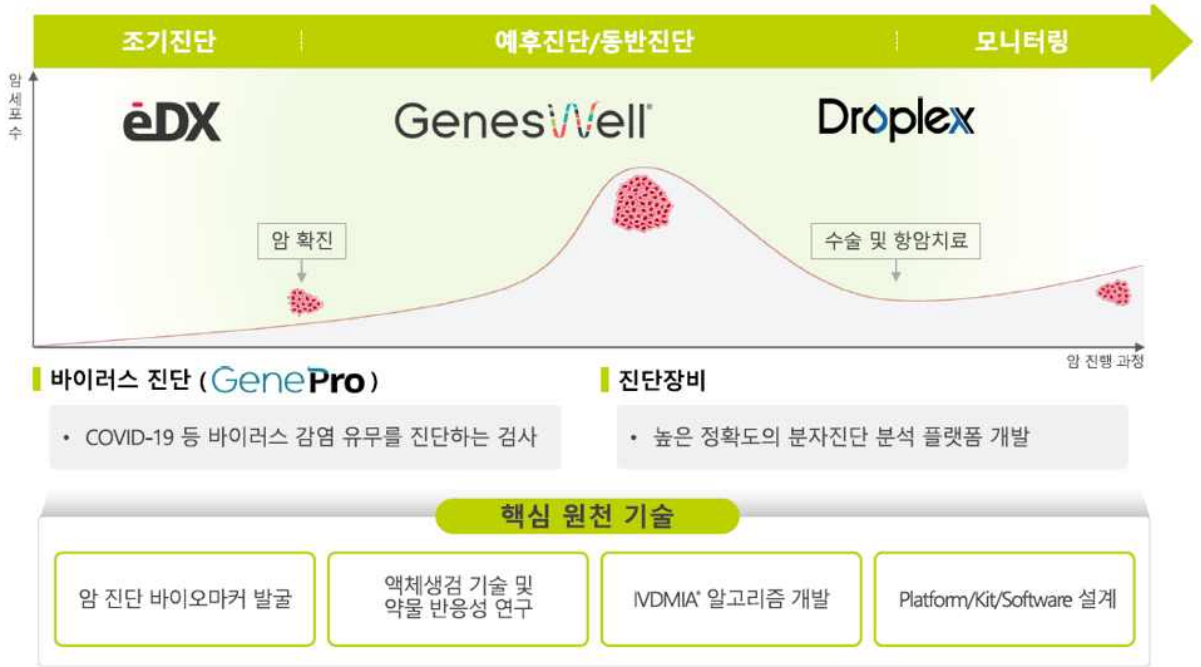 조기진단
예후진단/동반진단
모니터링
암 세포 수
ēDX
GenesWell®
Droplex
암 확진
수술 및 항암치료
암 진행 과정
바이러스 진단 (GenePro)
• COVID-19 등 바이러스 감염 유무를 진단하는 검사
진단장비
• 높은 정확도의 분자진단 분석 플랫폼 개발
핵심 원천 기술
암 진단 바이오마커 발굴
액체생검 기술 및
약물 반응성 연구
IVDMIA* 알고리즘 개발
Platform/Kit/Software 설계